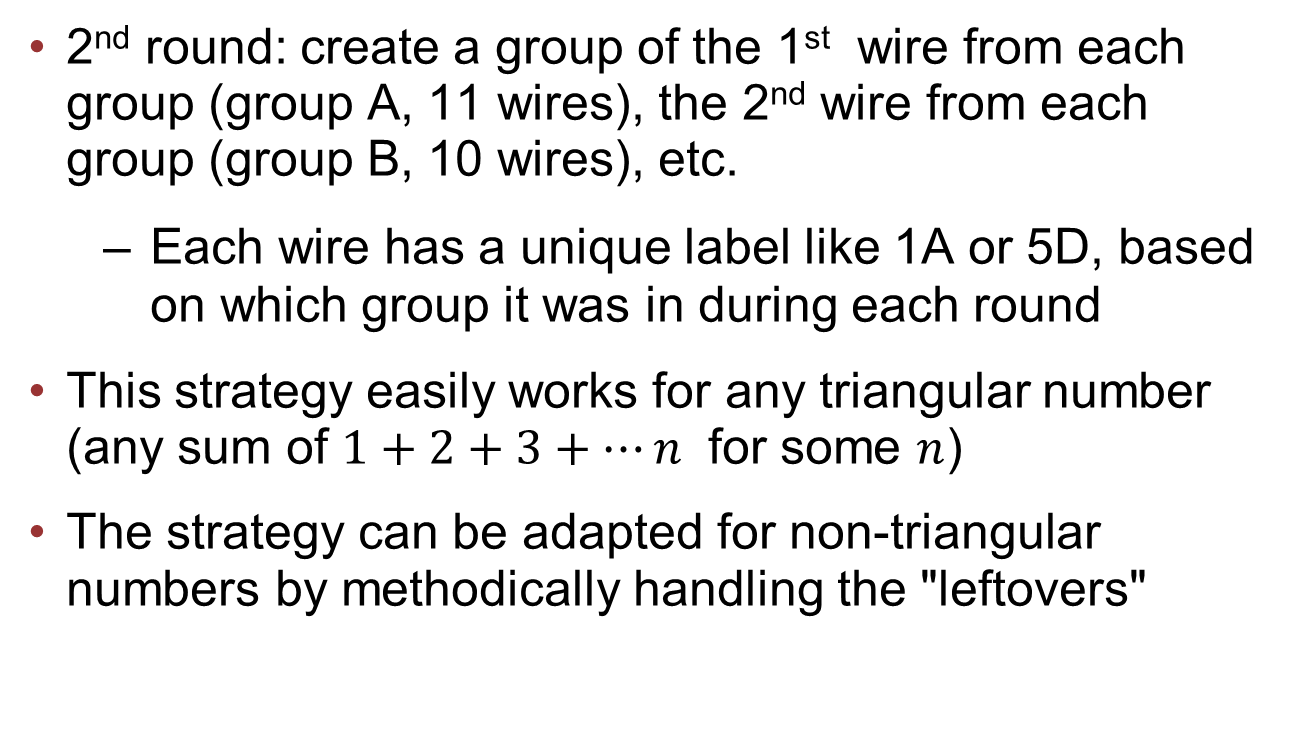 • 2nd round: create a group of the 1st wire from each
group (group A, 11 wires), the 2nd wire from each
group (group B, 10 wires), etc.
– Each wire has a unique label like 1A or 5D, based
on which group it was in during each round
• This strategy easily works for any triangular number
(any sum of 1 + 2 + 3 + ⋯ 𝑛 for some 𝑛)
• The strategy can be adapted for non-triangular
numbers by methodically handling the "leftovers"